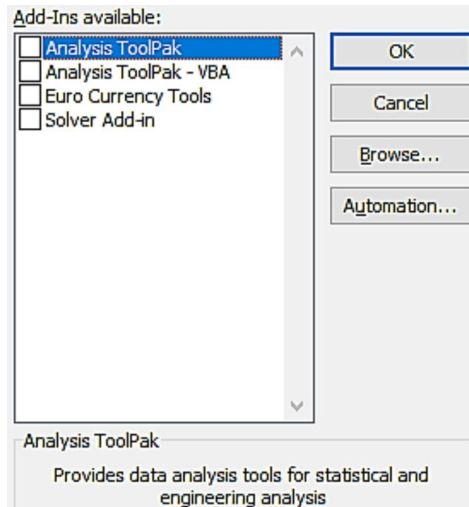 Add-Ins available:
Analysis ToolPak
Analysis ToolPak - VBA
Euro Currency Tools
Solver Add-in
OK
Cancel
Browse...
Automation...
Analysis ToolPak
Provides data analysis tools for statistical and
engineering analysis